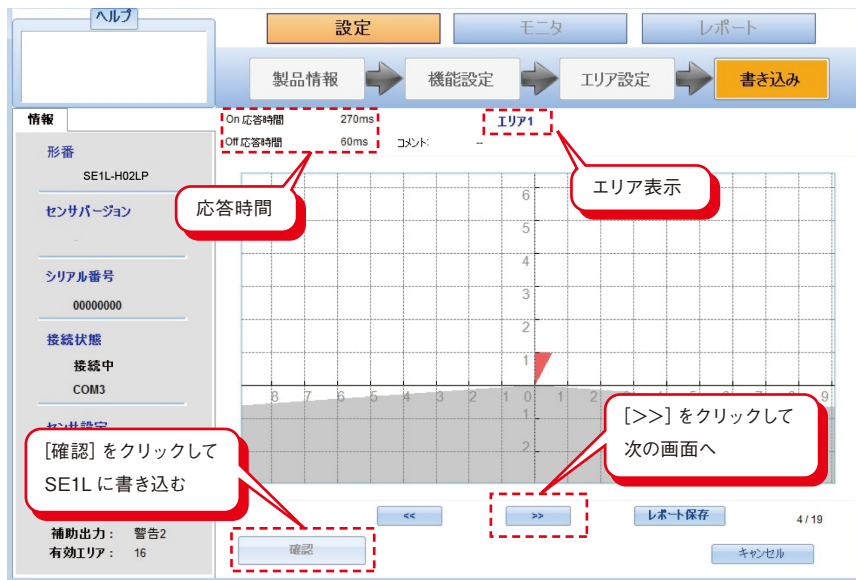 ヘルプ
設定
モニタ
レポート
製品情報
機能設定
エリア設定
書き込み
情報
形番
SE1L-H02LP
センサバージョン
-
シリアル番号
00000000
接続状態
接続中
COM3
センサ設定
補助出力： 警告2
有効エリア： 16
On 応答時間 270ms
エリア1
Off 応答時間 60ms コメント: --
応答時間
エリア表示
6
5
4
3
2
1
8 7 6 5 4 3 2 1 0 1 2 7 8 9
1
2
[>>] をクリックして
次の画面へ
[確認] をクリックして
SE1L に書き込む
<< >> レポート保存 4 / 19
確認 キャンセル